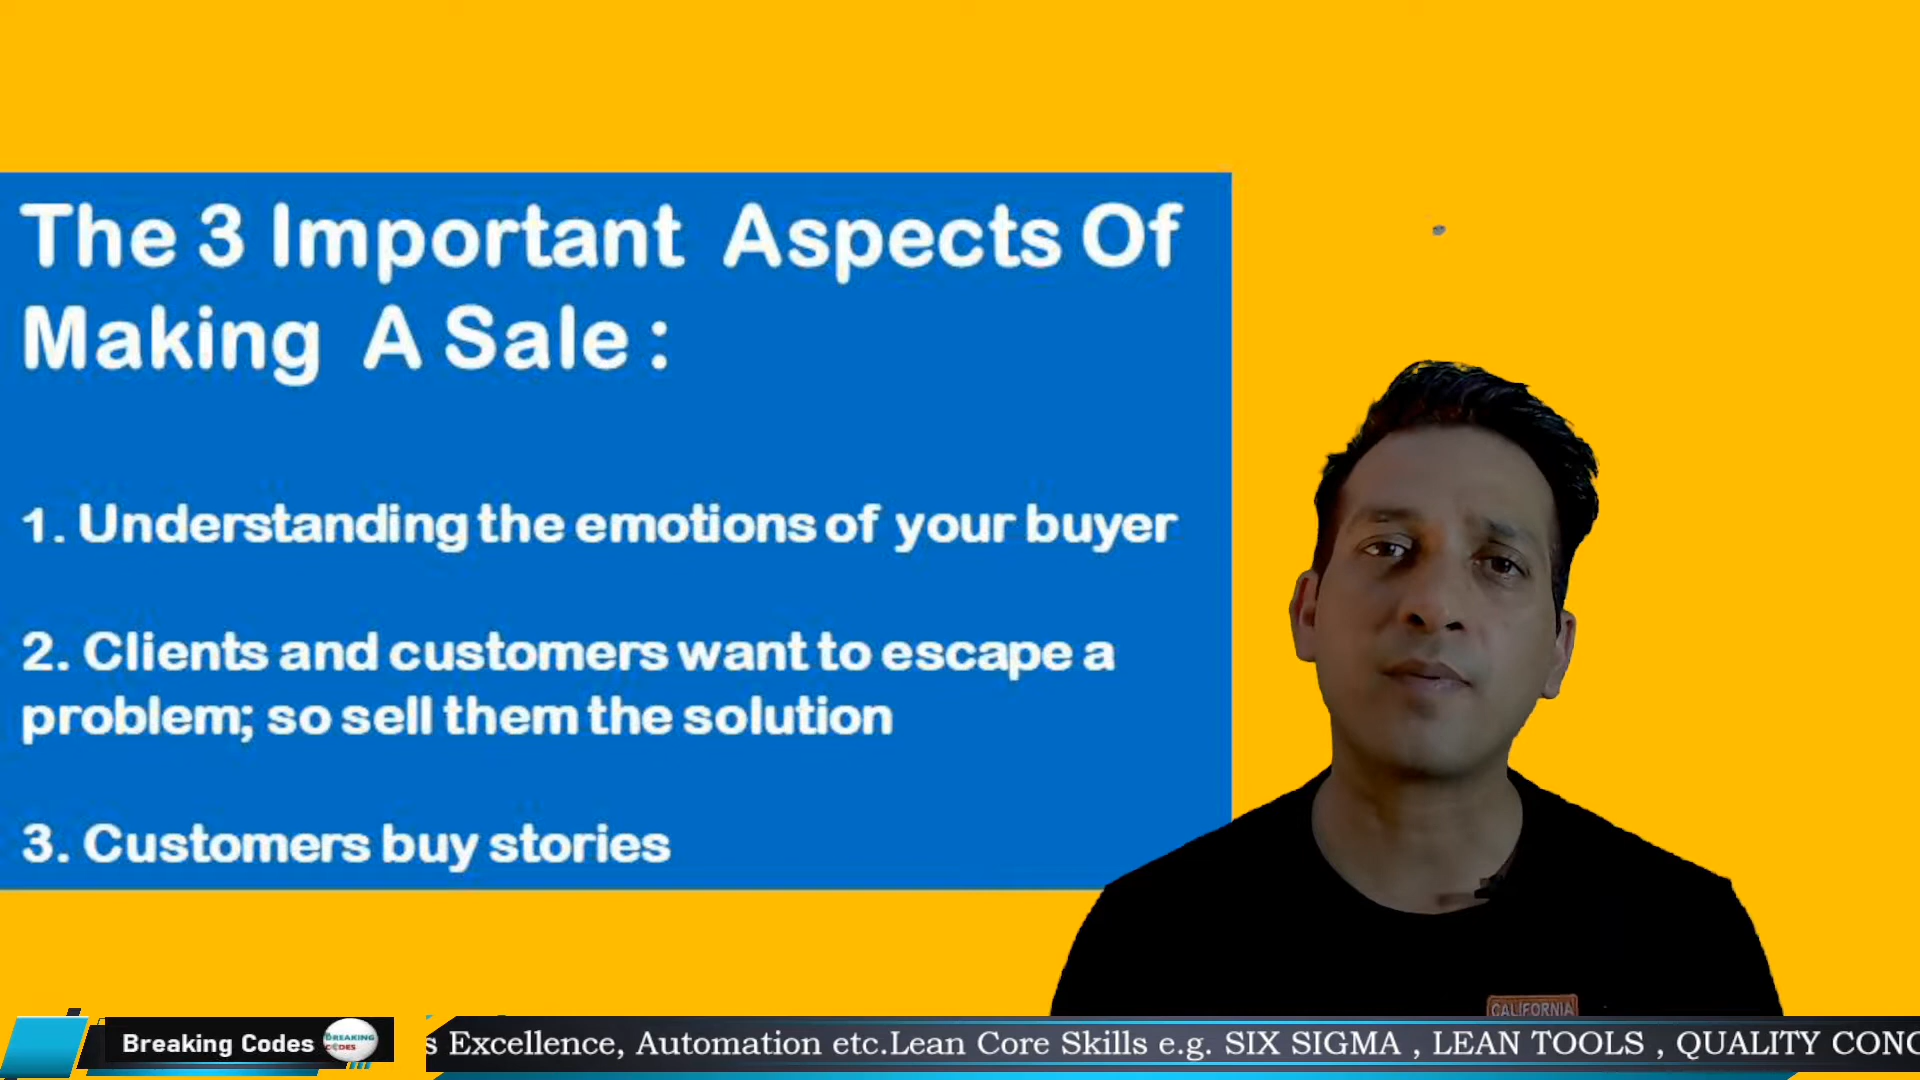 The 3 Important Aspects Of
Making A Sale :
1. Understanding the emotions of your buyer
2. Clients and customers want to escape a
problem; so sell them the solution
3. Customers buy stories
CALIFORNIA
Breaking Codes
BREAKING
CODES
s Excellence, Automation etc.Lean Core Skills e.g. SIX SIGMA , LEAN TOOLS , QUALITY CONC